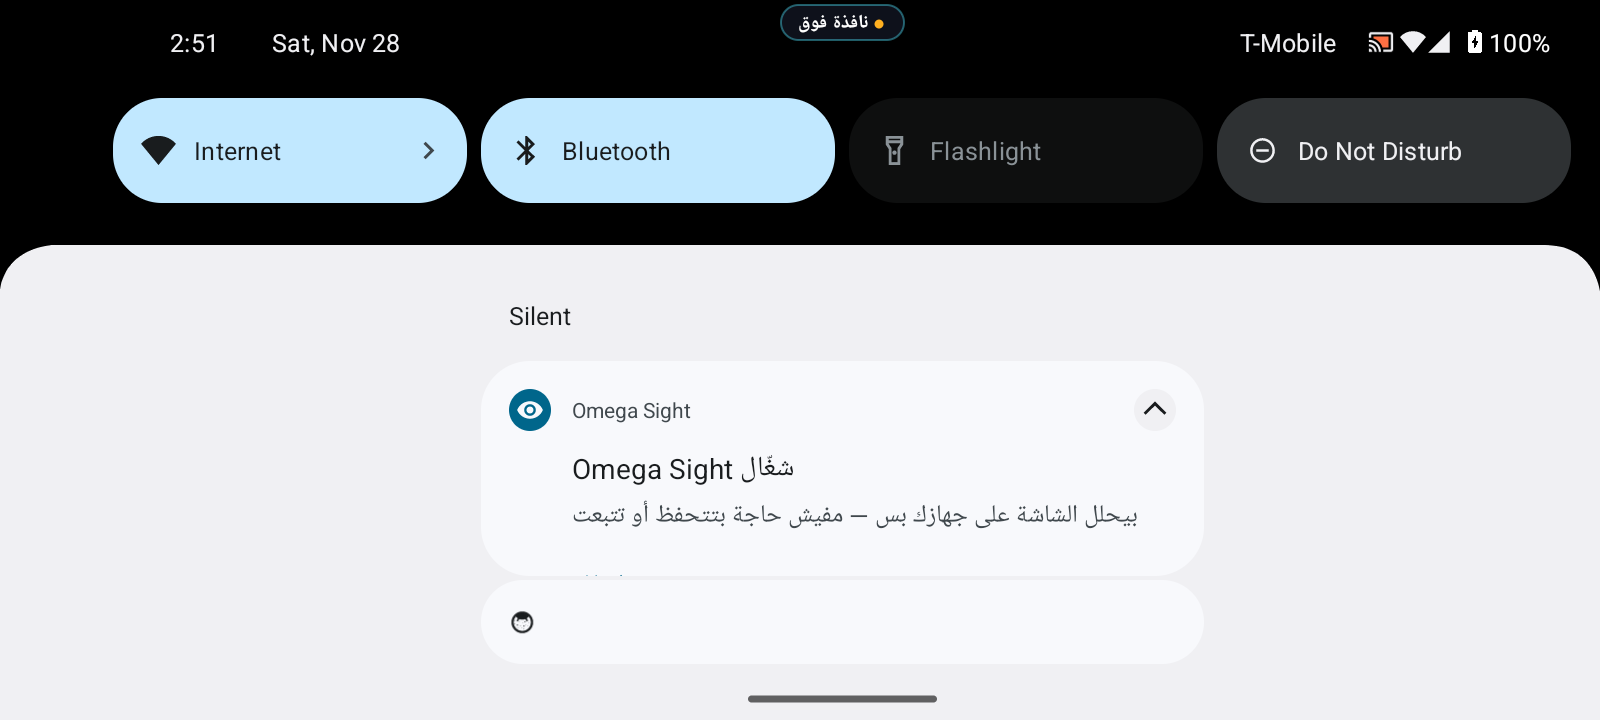 نافذة فوق
2:51 Sat, Nov 28 T-Mobile 100%
Internet Bluetooth Flashlight Do Not Disturb
Silent
Omega Sight
Omega Sight شغّال
بيحلل الشاشة على جهازك بس — مفيش حاجة بتتحفظ أو تتبعت